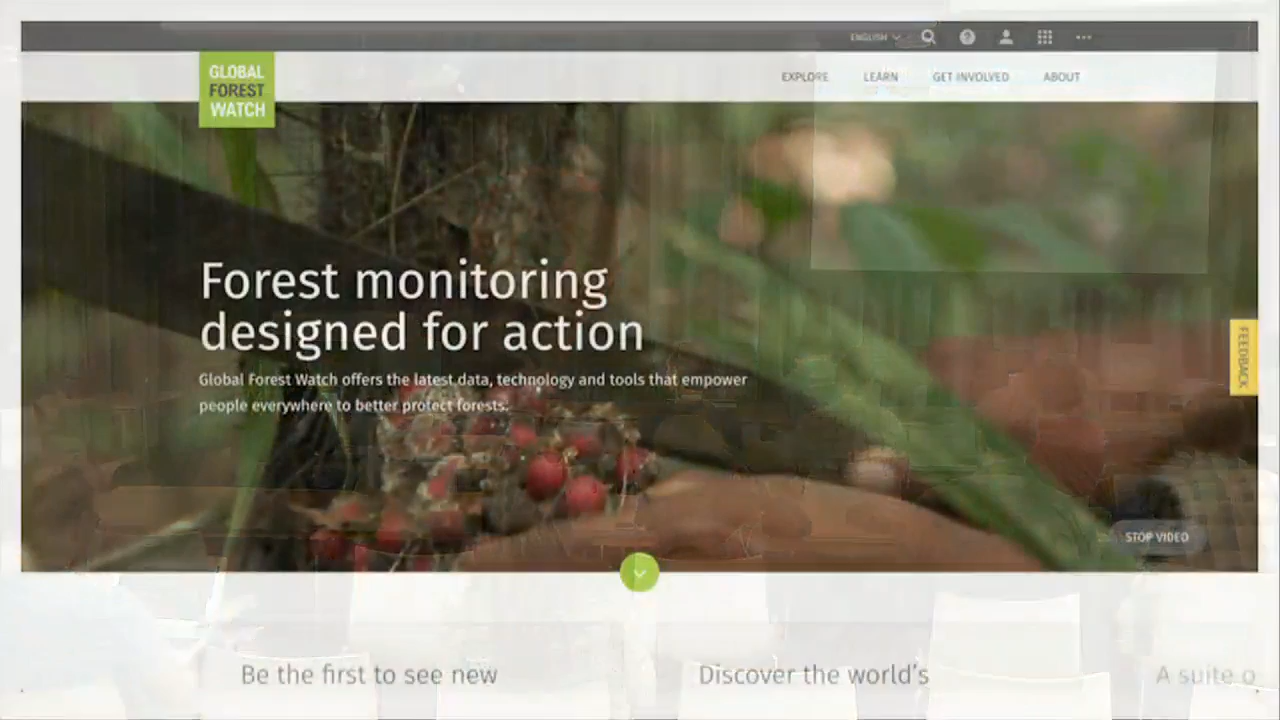 ENGLISH
GLOBAL
FOREST
WATCH
EXPLORE LEARN GET INVOLVED ABOUT
Forest monitoring
designed for action
Global Forest Watch offers the latest data, technology and tools that empower
people everywhere to better protect forests.
FEEDBACK
STOP VIDEO
Be the first to see new Discover the world's A suite o